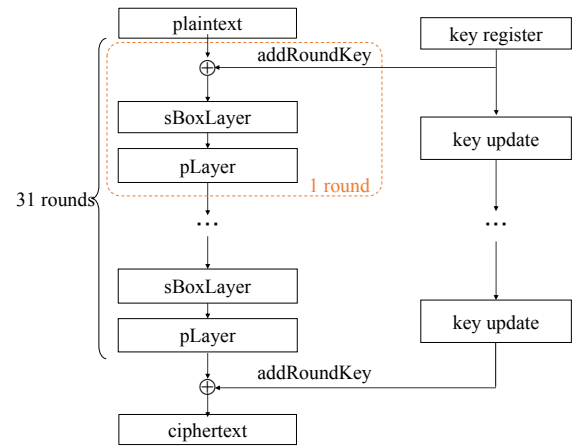 plaintext
key register
addRoundKey
sBoxLayer
key update
pLayer
1 round
31 rounds
...
...
sBoxLayer
key update
pLayer
addRoundKey
ciphertext